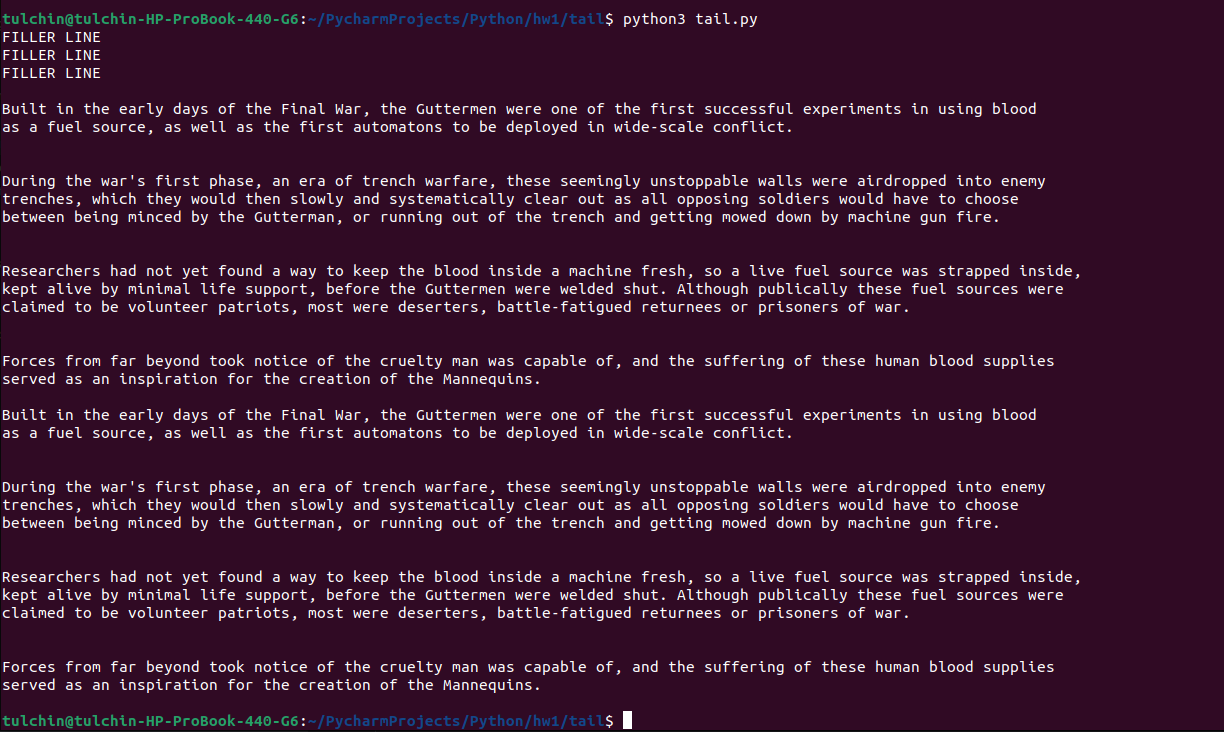 tulchin@tulchin-HP-ProBook-440-G6:~/PycharmProjects/Python/hw1/tail$ python3 tail.py
FILLER LINE
FILLER LINE
FILLER LINE
Built in the early days of the Final War, the Guttermen were one of the first successful experiments in using blood
as a fuel source, as well as the first automatons to be deployed in wide-scale conflict.
During the war's first phase, an era of trench warfare, these seemingly unstoppable walls were airdropped into enemy
trenches, which they would then slowly and systematically clear out as all opposing soldiers would have to choose
between being minced by the Gutterman, or running out of the trench and getting mowed down by machine gun fire.
Researchers had not yet found a way to keep the blood inside a machine fresh, so a live fuel source was strapped inside,
kept alive by minimal life support, before the Guttermen were welded shut. Although publically these fuel sources were
claimed to be volunteer patriots, most were deserters, battle-fatigued returnees or prisoners of war.
Forces from far beyond took notice of the cruelty man was capable of, and the suffering of these human blood supplies
served as an inspiration for the creation of the Mannequins.
Built in the early days of the Final War, the Guttermen were one of the first successful experiments in using blood
as a fuel source, as well as the first automatons to be deployed in wide-scale conflict.
During the war's first phase, an era of trench warfare, these seemingly unstoppable walls were airdropped into enemy
trenches, which they would then slowly and systematically clear out as all opposing soldiers would have to choose
between being minced by the Gutterman, or running out of the trench and getting mowed down by machine gun fire.
Researchers had not yet found a way to keep the blood inside a machine fresh, so a live fuel source was strapped inside,
kept alive by minimal life support, before the Guttermen were welded shut. Although publically these fuel sources were
claimed to be volunteer patriots, most were deserters, battle-fatigued returnees or prisoners of war.
Forces from far beyond took notice of the cruelty man was capable of, and the suffering of these human blood supplies
served as an inspiration for the creation of the Mannequins.
tulchin@tulchin-HP-ProBook-440-G6:~/PycharmProjects/Python/hw1/tail$